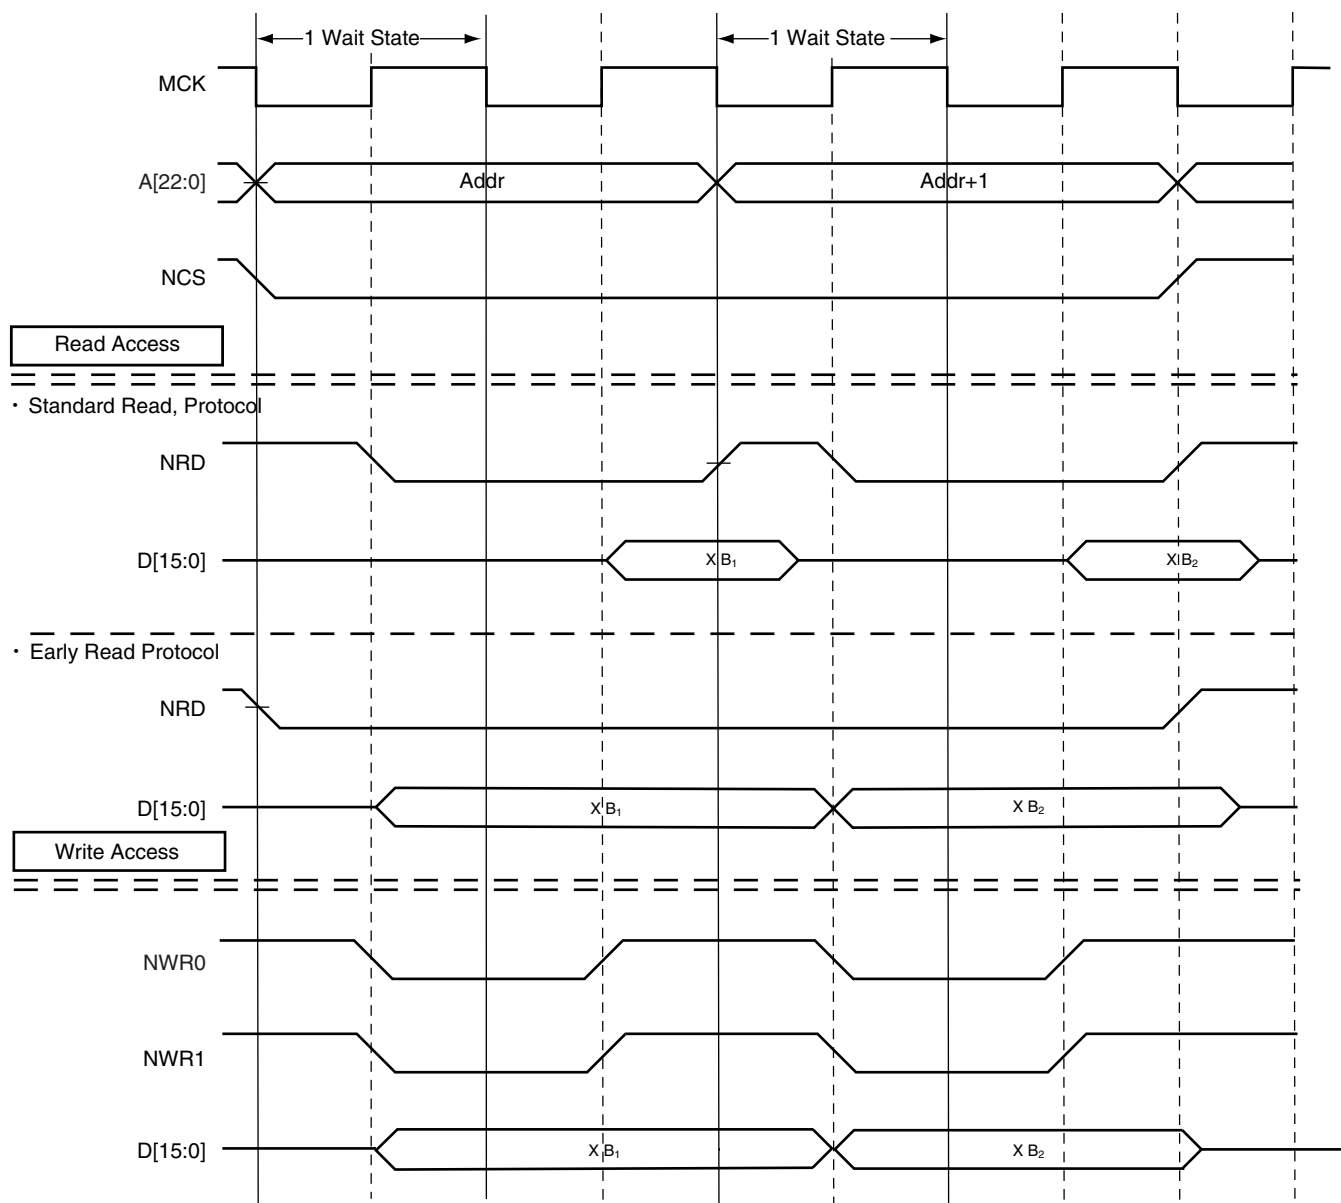 1 Wait State 1 Wait State
MCK
A[22:0] Addr Addr+1
NCS
Read Access
· Standard Read, Protocol
NRD
D[15:0] X B₁ X B₂
· Early Read Protocol
NRD
D[15:0] X B₁ X B₂
Write Access
NWR0
NWR1
D[15:0] X B₁ X B₂